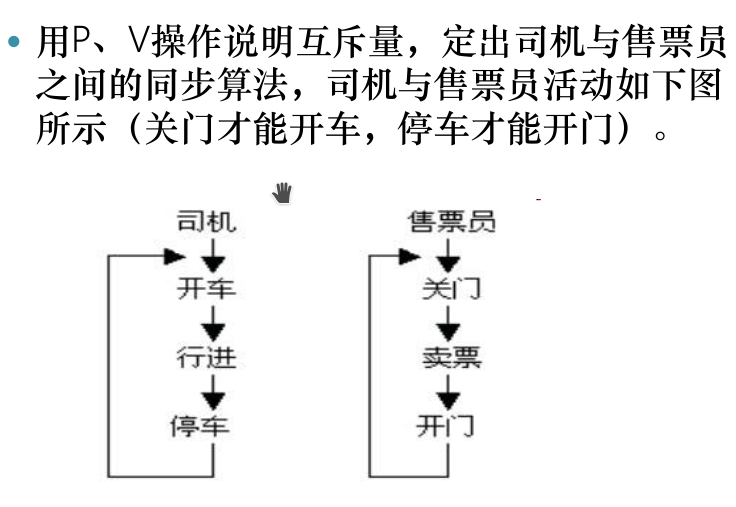 • 用P、V操作说明互斥量，定出司机与售票员
之间的同步算法，司机与售票员活动如下图
所示（关门才能开车，停车才能开门）。
司机 售票员
开车 关门
行进 卖票
停车 开门